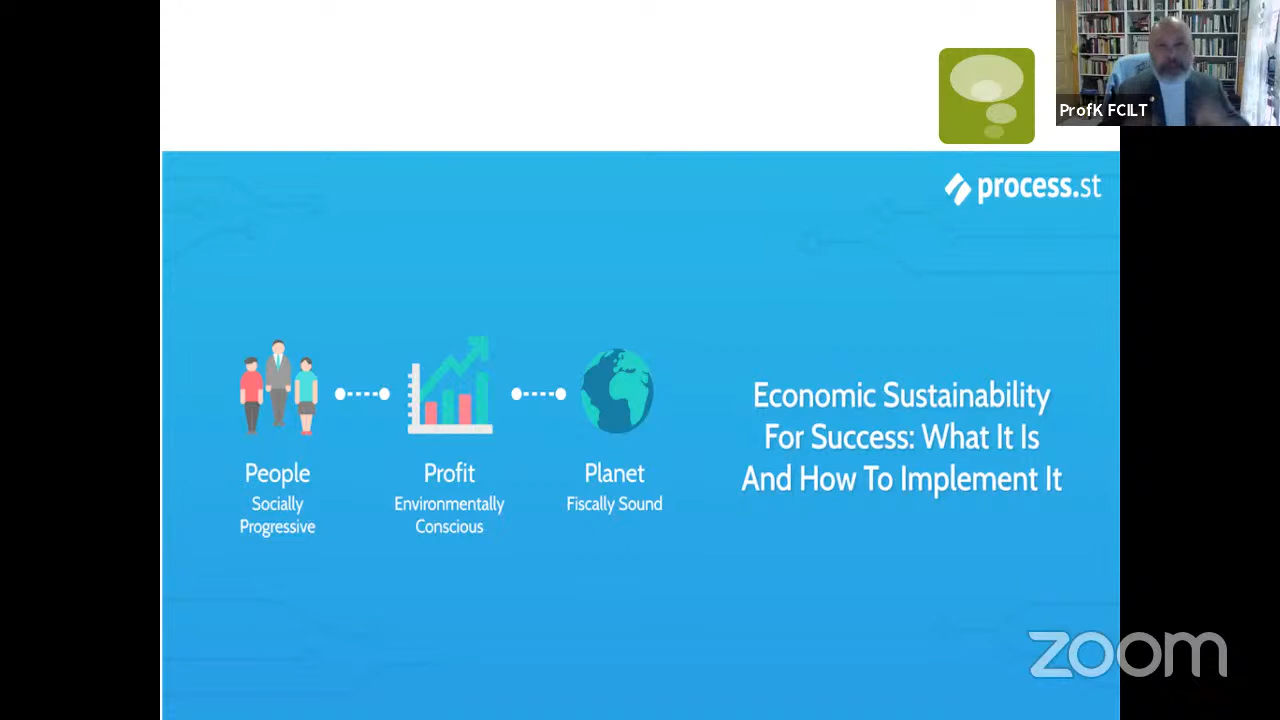 ProfK FCILT
process.st
People
Socially
Progressive
Profit
Environmentally
Conscious
Planet
Fiscally Sound
Economic Sustainability
For Success: What It Is
And How To Implement It
zoom